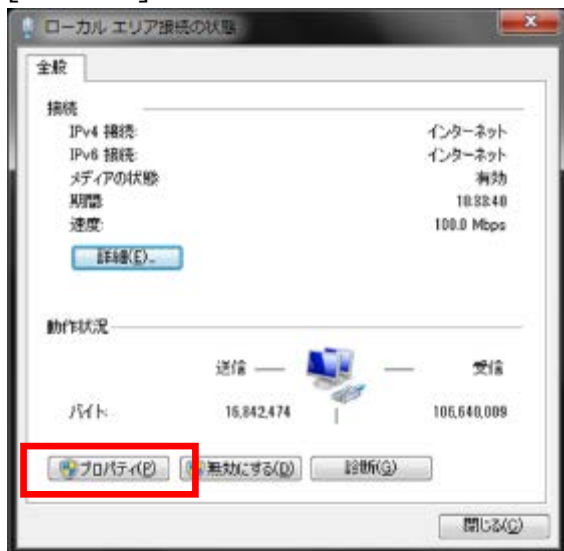 ローカル エリア接続の状態
全般
接続
IPv4 接続: インターネット
IPv6 接続: インターネット
メディアの状態: 有効
期間: 10:33:40
速度: 100.0 Mbps
詳細(E)...
動作状況
送信 受信
バイト: 16,842,474 106,640,009
プロパティ(P) 無効にする(D) 診断(G)
閉じる(C)